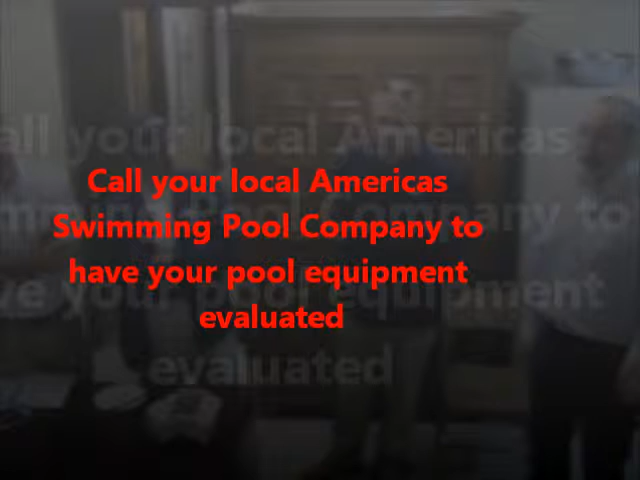 Call your local Americas
Swimming Pool Company to
have your pool equipment
evaluated